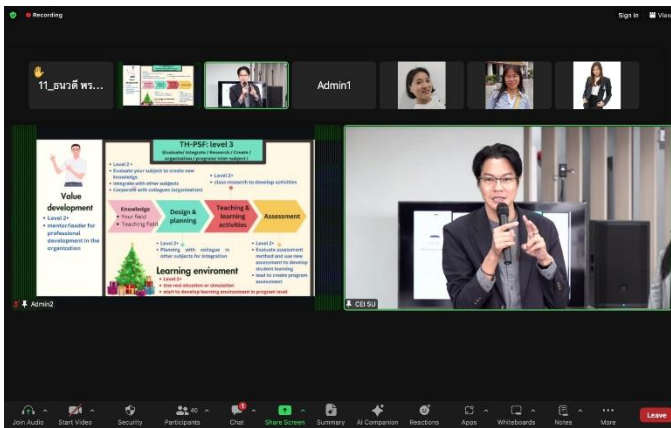 Recording
Sign in
View
11_ธนวดี พร...
Admin1
TH-PSF: level 3
(Evaluate/ Integrate / Research / Create /
organization / program/ inter-subject )
• Level 2+
• Evaluate your subject to create new
knowledge
• Integrate with other subjects
• Corporate with collegues (organization)
• Level 2+
• class research to develop activities
Value
development
• Level 2+
• mentor/leader for
professional
development in the
organization
Knowledge
• Your Field
• Teaching field
Design &
planning
Teaching &
learning
activities
Assessment
• Level 2+
• Planning with collegue in
other subjects for integration
• Level 2+
• Evaluate assessment
method and use new
assessment to develop
student learning
• lead to create program
assessment
Learning enviroment
• Level 2+
• Use real situation or simulation
• start to develop learning environment in program level
Admin2
CEI SU
Join Audio
Start Video
Security
40
Participants
1
Chat
Share Screen
Summary
AI Companion
Reactions
Apps
Whiteboards
Notes
More
Leave